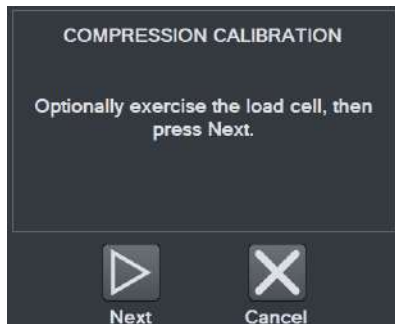 COMPRESSION CALIBRATION
Optionally exercise the load cell, then
press Next.
Next
Cancel